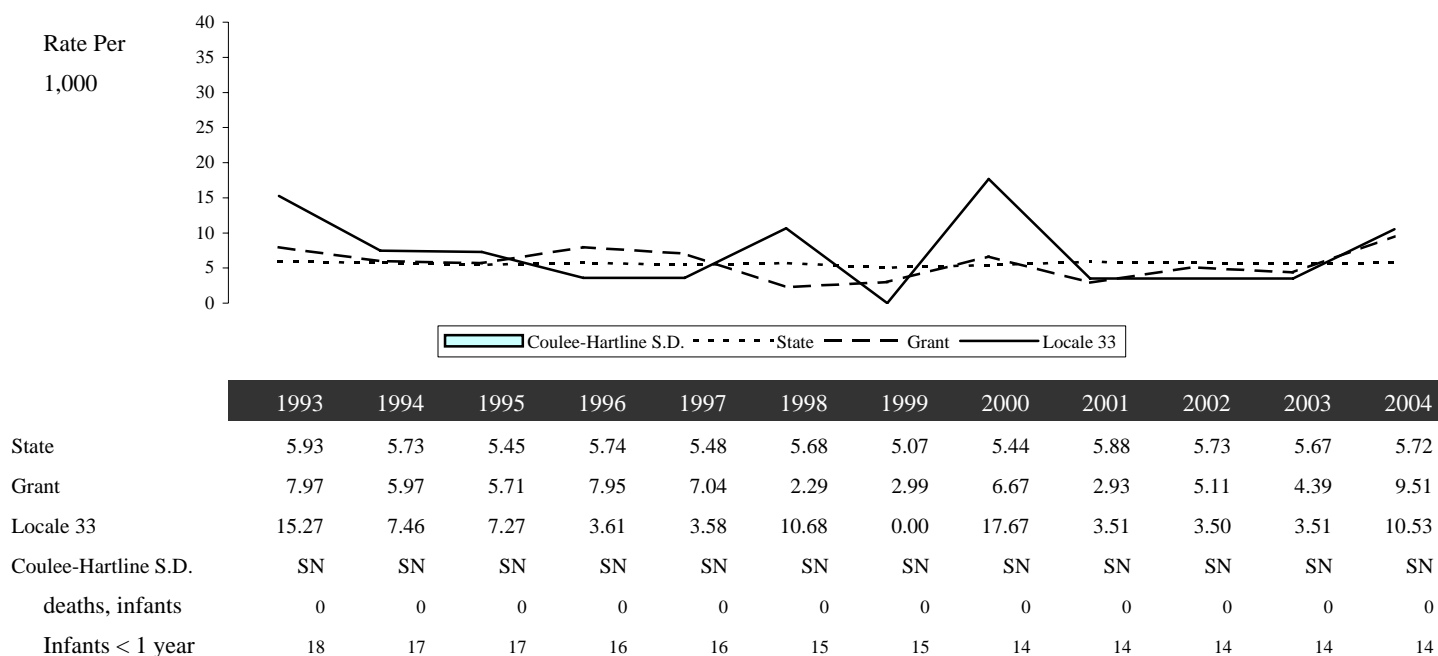 Rate Per
1,000
40
35
30
25
20
15
10
5
0
Coulee-Hartline S.D. State Grant Locale 33
1993 1994 1995 1996 1997 1998 1999 2000 2001 2002 2003 2004
State 5.93 5.73 5.45 5.74 5.48 5.68 5.07 5.44 5.88 5.73 5.67 5.72
Grant 7.97 5.97 5.71 7.95 7.04 2.29 2.99 6.67 2.93 5.11 4.39 9.51
Locale 33 15.27 7.46 7.27 3.61 3.58 10.68 0.00 17.67 3.51 3.50 3.51 10.53
Coulee-Hartline S.D. SN SN SN SN SN SN SN SN SN SN SN SN
deaths, infants 0 0 0 0 0 0 0 0 0 0 0 0
Infants < 1 year 18 17 17 16 16 15 15 14 14 14 14 14